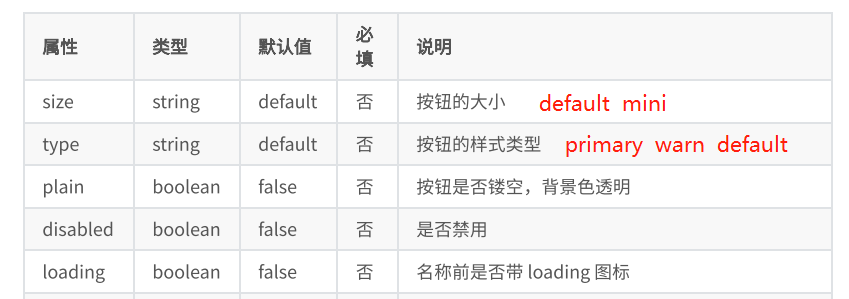 属性 类型 默认值 必填 说明
size string default 否 按钮的大小 default mini
type string default 否 按钮的样式类型 primary warn default
plain boolean false 否 按钮是否镂空，背景色透明
disabled boolean false 否 是否禁用
loading boolean false 否 名称前是否带 loading 图标